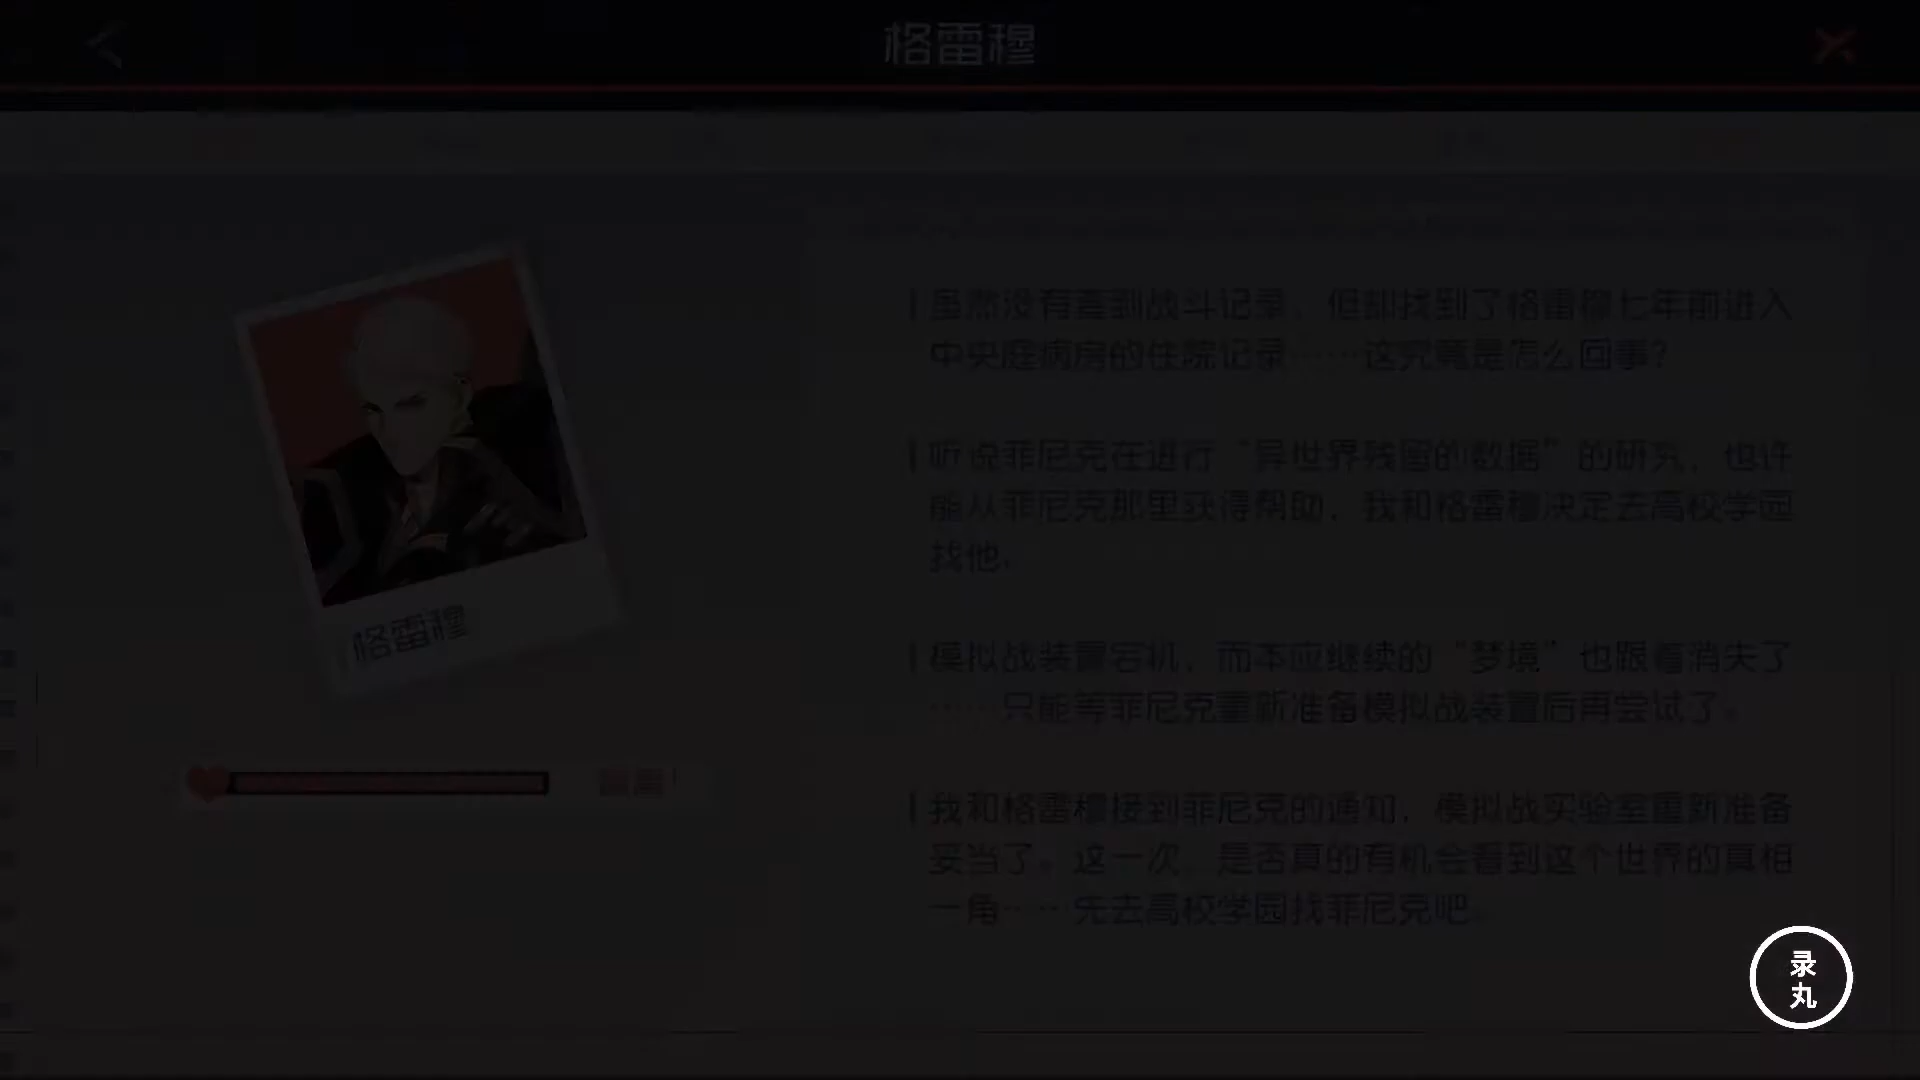 格雷穆
虽然没有查到战斗记录，但却找到了格雷穆七年前进入
中央庭病房的住院记录……这究竟是怎么回事？
听说菲尼克在进行“异世界残留的数据”的研究，也许
能从菲尼克那里获得帮助，我和格雷穆决定去高校学园
找他。
模拟战装置宕机，而本应继续的“梦境”也跟着消失了
……只能等菲尼克重新准备模拟战装置后再尝试了。
我和格雷穆接到菲尼克的通知，模拟战实验室重新准备
妥当了。这一次，是否真的有机会看到这个世界的真相
一角……先去高校学园找菲尼克吧。
格雷穆
录
丸